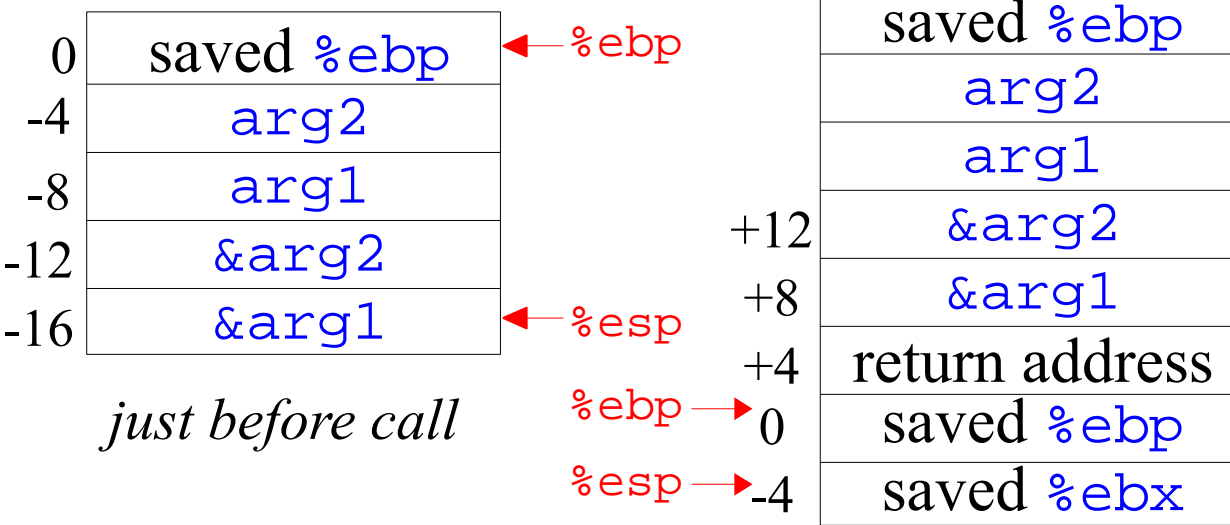 0 saved %ebp %ebp
-4 arg2
-8 arg1
-12 &arg2
-16 &arg1 %esp
just before call
saved %ebp
arg2
arg1
+12 &arg2
+8 &arg1
+4 return address
%ebp 0 saved %ebp
%esp -4 saved %ebx